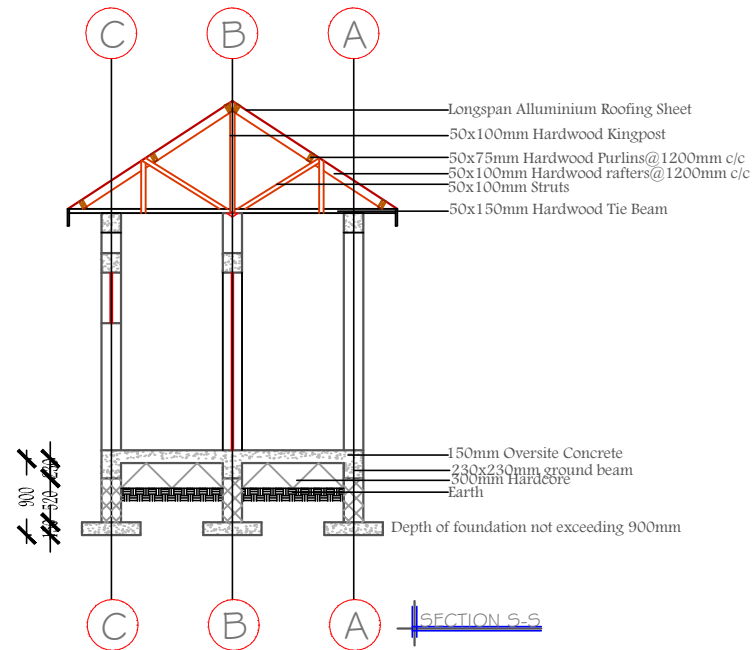 C B A
Longspan Alluminium Roofing Sheet
50x100mm Hardwood Kingpost
50x75mm Hardwood Purlins@1200mm c/c
50x100mm Hardwood rafters@1200mm c/c
50x100mm Struts
50x150mm Hardwood Tie Beam
150mm Oversite Concrete
230x230mm ground beam
300mm Hardcore
Earth
Depth of foundation not exceeding 900mm
900
520
C B A
SECTION S-S